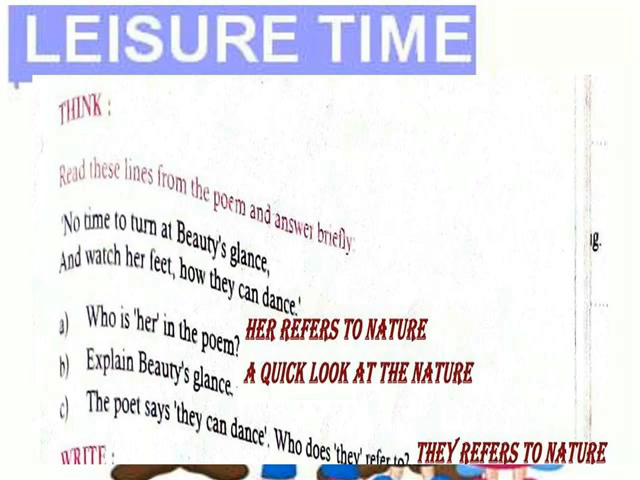 LEISURE TIME
THINK :
Read these lines from the poem and answer briefly:
'No time to turn at Beauty's glance,
And watch her feet, how they can dance.'
a) Who is 'her' in the poem? HER REFERS TO NATURE
b) Explain Beauty's glance. A QUICK LOOK AT THE NATURE
c) The poet says 'they can dance'. Who does 'they' refer to? THEY REFERS TO NATURE
WRITE :